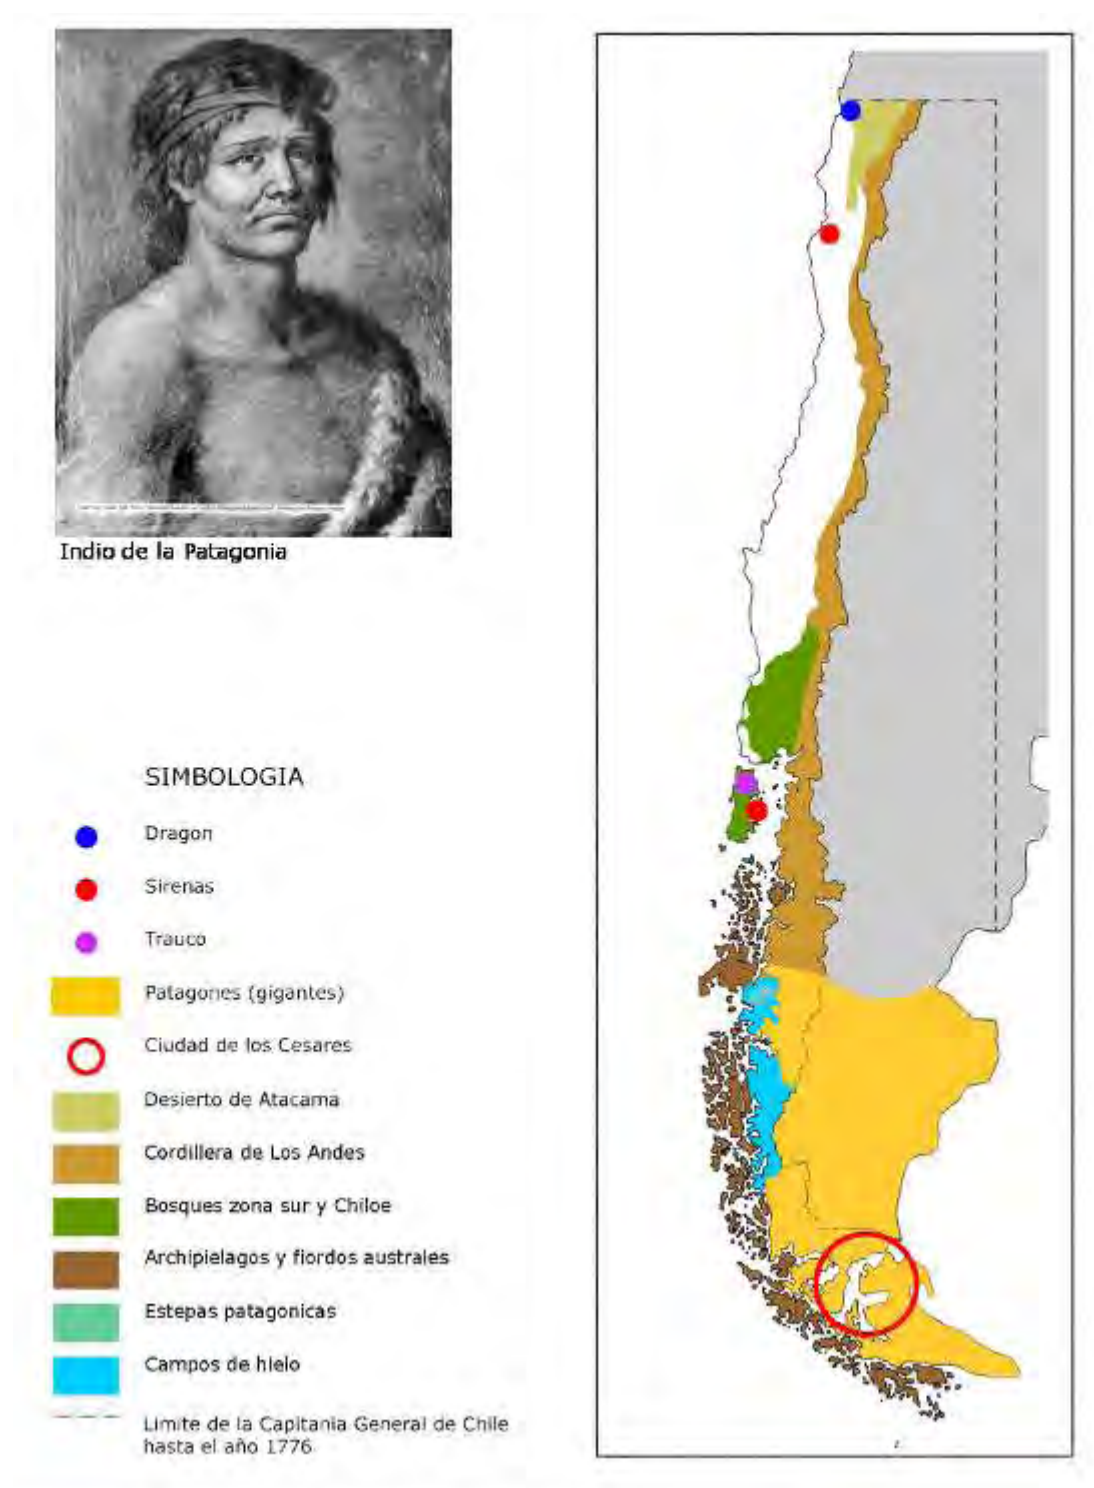 Indio de la Patagonia
SIMBOLOGIA
Dragon
Sirenas
Trauco
Patagones (gigantes)
Ciudad de los Cesares
Desierto de Atacama
Cordillera de Los Andes
Bosques zona sur y Chiloe
Archipielagos y fiordos australes
Estepas patagonicas
Campos de hielo
Limite de la Capitania General de Chile
hasta el año 1776